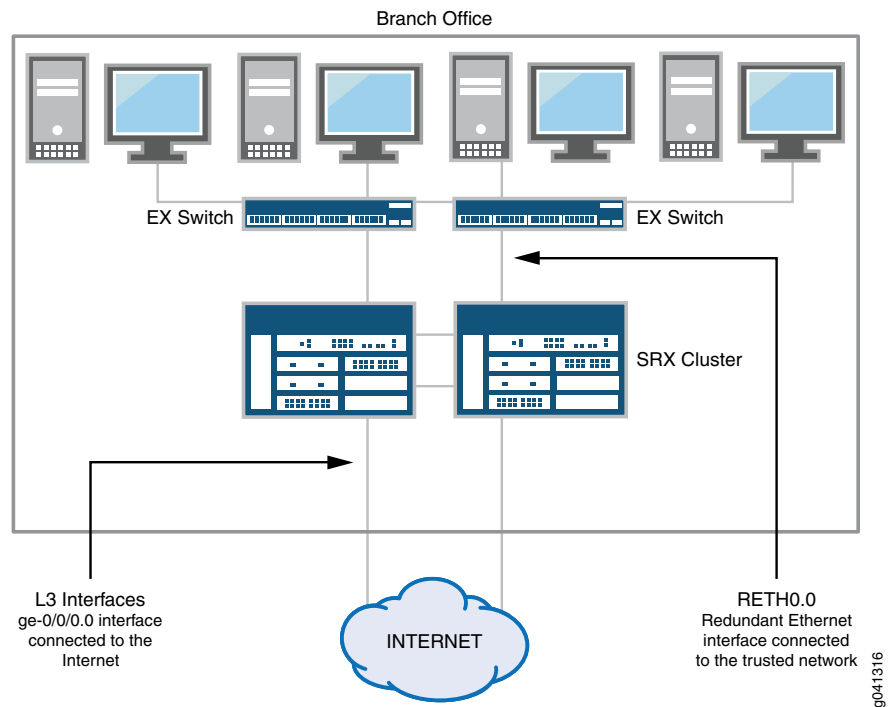 Branch Office
EX Switch
EX Switch
SRX Cluster
L3 Interfaces
ge-0/0/0.0 interface
connected to the
Internet
INTERNET
RETH0.0
Redundant Ethernet
interface connected
to the trusted network
g041316